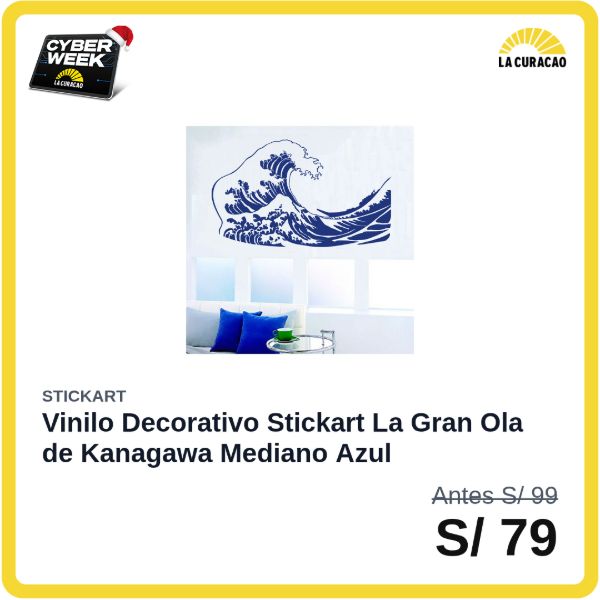 CYBER
WEEK
LA CURACAO
LA CURACAO
STICKART
Vinilo Decorativo Stickart La Gran Ola
de Kanagawa Mediano Azul
Antes S/ 99
S/ 79